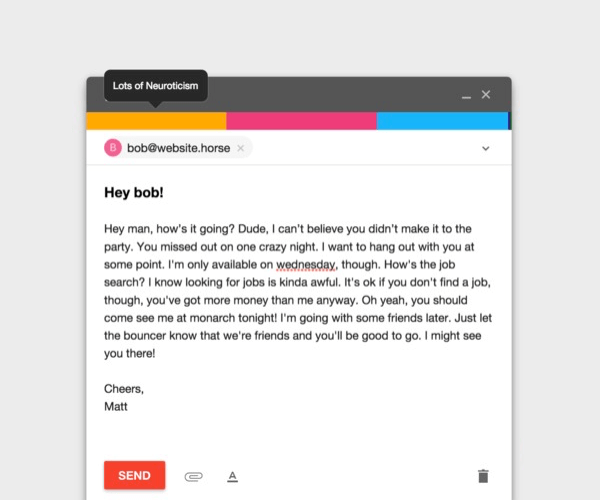 Lots of Neuroticism
B bob@website.horse
Hey bob!
Hey man, how's it going? Dude, I can't believe you didn't make it to the
party. You missed out on one crazy night. I want to hang out with you at
some point. I'm only available on wednesday, though. How's the job
search? I know looking for jobs is kinda awful. It's ok if you don't find a job,
though, you've got more money than me anyway. Oh yeah, you should
come see me at monarch tonight! I'm going with some friends later. Just let
the bouncer know that we're friends and you'll be good to go. I might see
you there!
Cheers,
Matt
SEND A